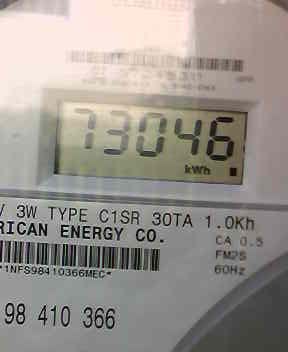 73046
kWh
V 3W TYPE C1SR 30TA 1.0Kh
RICAN ENERGY CO.
CA 0.5
FM2S
60Hz
*1NFS98410366MEC*
98 410 366